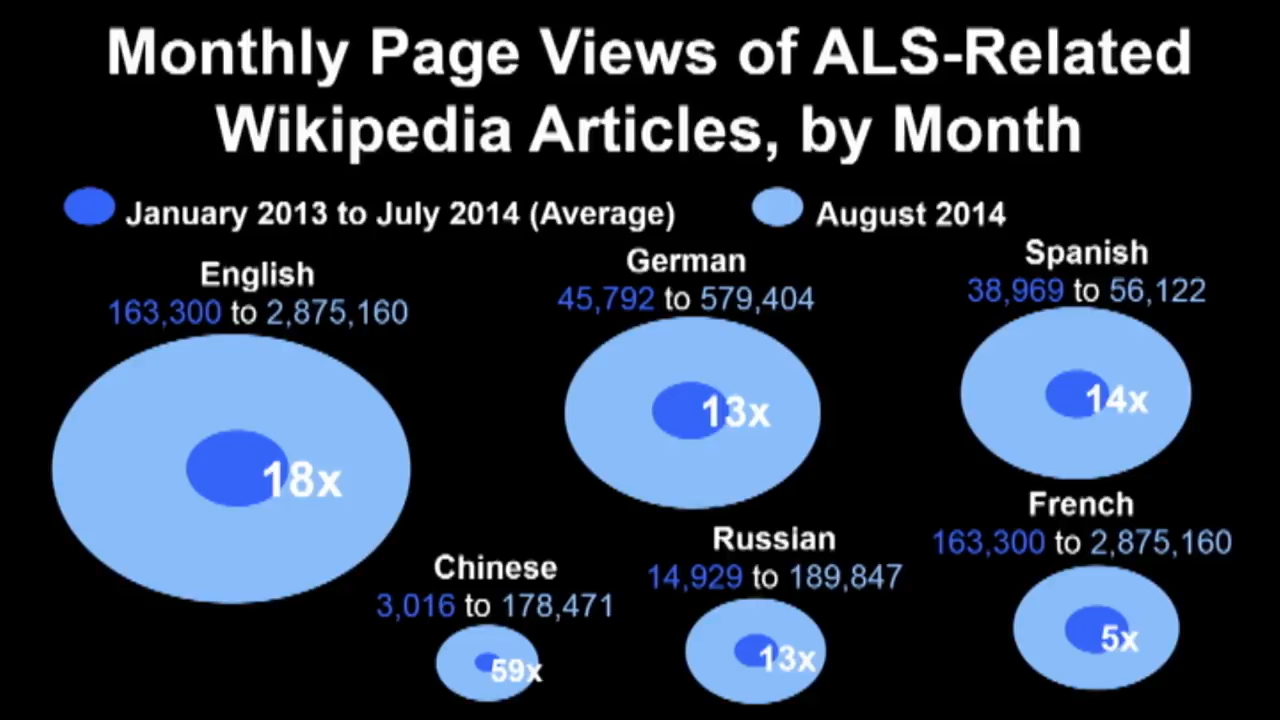 Monthly Page Views of ALS-Related
Wikipedia Articles, by Month
January 2013 to July 2014 (Average)
August 2014
English
163,300 to 2,875,160
18x
German
45,792 to 579,404
13x
Spanish
38,969 to 56,122
14x
Chinese
3,016 to 178,471
59x
Russian
14,929 to 189,847
13x
French
163,300 to 2,875,160
5x